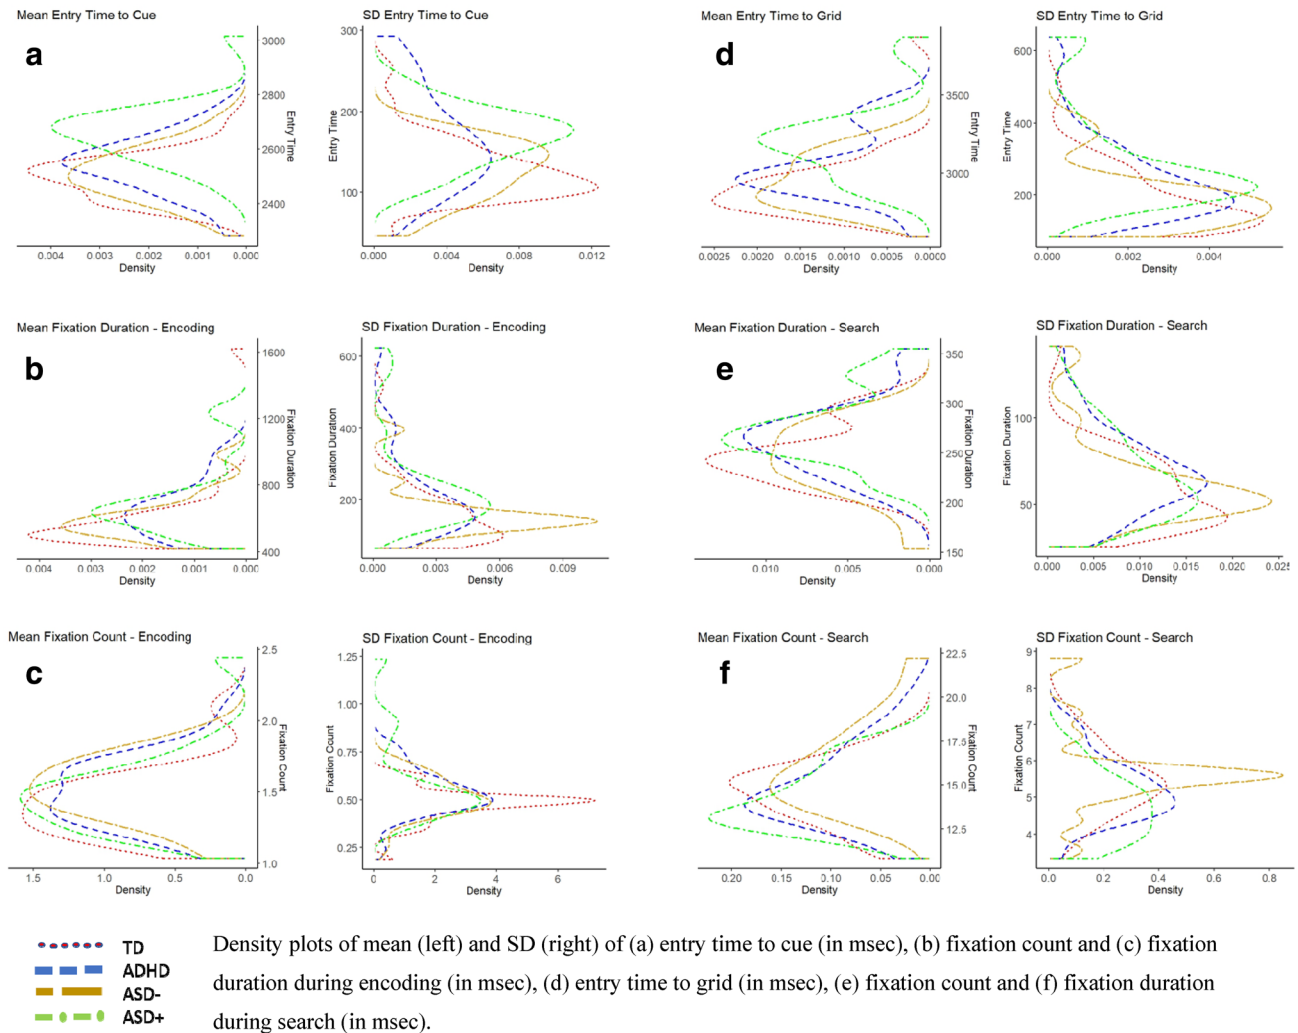 Mean Entry Time to Cue
a
3000
2800
2600
2400
Entry Time
0.004 0.003 0.002 0.001 0.000
Density
SD Entry Time to Cue
300
200
100
Entry Time
0.000 0.004 0.008 0.012
Density
Mean Entry Time to Grid
d
3500
3000
Entry Time
0.0025 0.0020 0.0015 0.0010 0.0005 0.0000
Density
SD Entry Time to Grid
600
400
200
Entry Time
0.000 0.002 0.004
Density
Mean Fixation Duration - Encoding
b
1600
1200
800
400
Fixation Duration
0.004 0.003 0.002 0.001 0.000
Density
SD Fixation Duration - Encoding
600
400
200
Fixation Duration
0.000 0.003 0.006 0.009
Density
Mean Fixation Duration - Search
e
350
300
250
200
150
Fixation Duration
0.010 0.005 0.000
Density
SD Fixation Duration - Search
100
50
Fixation Duration
0.000 0.005 0.010 0.015 0.020 0.025
Density
Mean Fixation Count - Encoding
c
2.5
2.0
1.5
1.0
Fixation Count
1.5 1.0 0.5 0.0
Density
SD Fixation Count - Encoding
1.25
1.00
0.75
0.50
0.25
Fixation Count
0 2 4 6
Density
Mean Fixation Count - Search
f
22.5
20.0
17.5
15.0
12.5
Fixation Count
0.20 0.15 0.10 0.05 0.00
Density
SD Fixation Count - Search
9
8
7
6
5
4
Fixation Count
0.0 0.2 0.4 0.6 0.8
Density
TD
ADHD
ASD-
ASD+
Density plots of mean (left) and SD (right) of (a) entry time to cue (in msec), (b) fixation count and (c) fixation
duration during encoding (in msec), (d) entry time to grid (in msec), (e) fixation count and (f) fixation duration
during search (in msec).